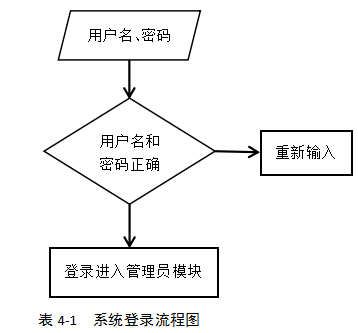 用户名、密码
用户名和
密码正确
重新输入
登录进入管理员模块
表 4-1 系统登录流程图